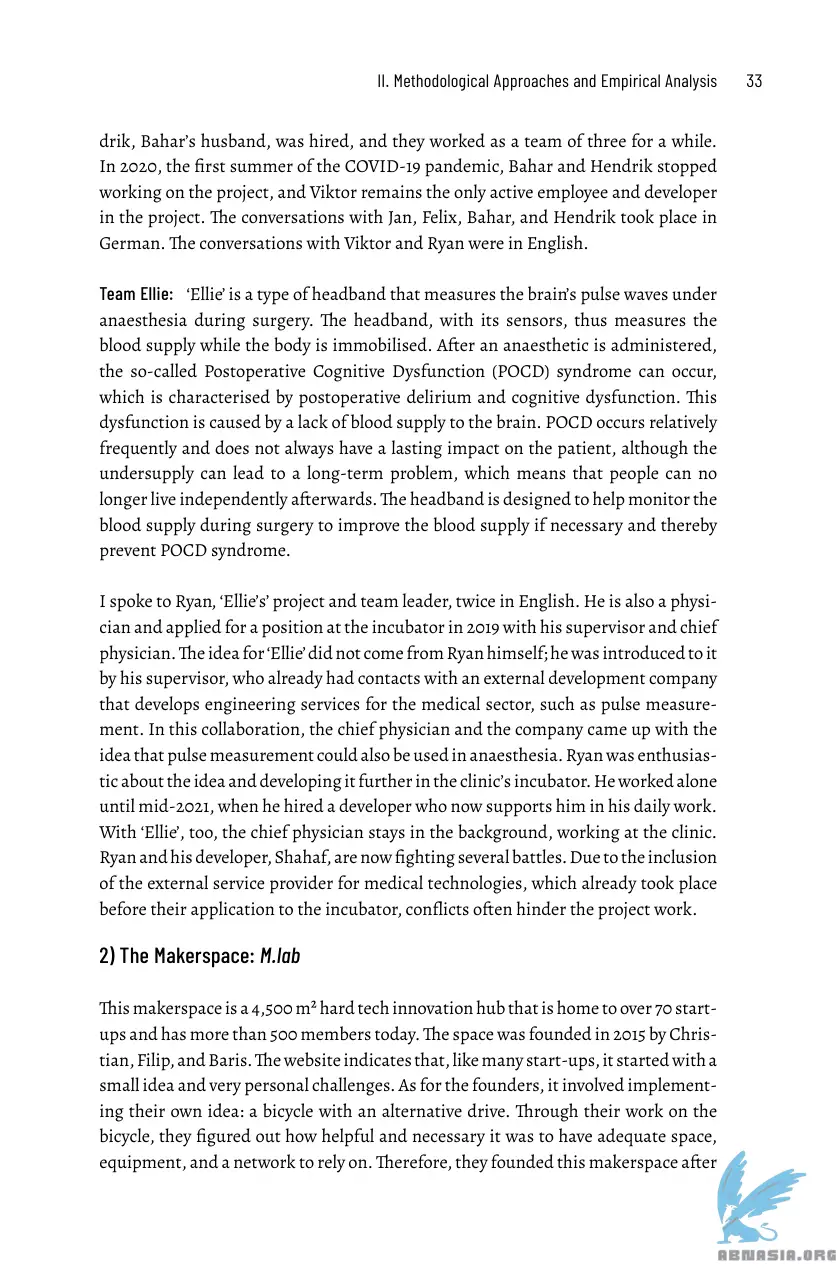 II. Methodological Approaches and Empirical Analysis 33
drik, Bahar’s husband, was hired, and they worked as a team of three for a while.
In 2020, the first summer of the COVID-19 pandemic, Bahar and Hendrik stopped
working on the project, and Viktor remains the only active employee and developer
in the project. The conversations with Jan, Felix, Bahar, and Hendrik took place in
German. The conversations with Viktor and Ryan were in English.
Team Ellie: ‘Ellie’ is a type of headband that measures the brain’s pulse waves under
anaesthesia during surgery. The headband, with its sensors, thus measures the
blood supply while the body is immobilised. After an anaesthetic is administered,
the so-called Postoperative Cognitive Dysfunction (POCD) syndrome can occur,
which is characterised by postoperative delirium and cognitive dysfunction. This
dysfunction is caused by a lack of blood supply to the brain. POCD occurs relatively
frequently and does not always have a lasting impact on the patient, although the
undersupply can lead to a long-term problem, which means that people can no
longer live independently afterwards. The headband is designed to help monitor the
blood supply during surgery to improve the blood supply if necessary and thereby
prevent POCD syndrome.
I spoke to Ryan, ‘Ellie’s’ project and team leader, twice in English. He is also a physi-
cian and applied for a position at the incubator in 2019 with his supervisor and chief
physician. The idea for ‘Ellie’ did not come from Ryan himself; he was introduced to it
by his supervisor, who already had contacts with an external development company
that develops engineering services for the medical sector, such as pulse measure-
ment. In this collaboration, the chief physician and the company came up with the
idea that pulse measurement could also be used in anaesthesia. Ryan was enthusias-
tic about the idea and developing it further in the clinic’s incubator. He worked alone
until mid-2021, when he hired a developer who now supports him in his daily work.
With ‘Ellie’, too, the chief physician stays in the background, working at the clinic.
Ryan and his developer, Shahaf, are now fighting several battles. Due to the inclusion
of the external service provider for medical technologies, which already took place
before their application to the incubator, conflicts often hinder the project work.
2) The Makerspace: M.lab
This makerspace is a 4,500 m² hard tech innovation hub that is home to over 70 start-
ups and has more than 500 members today. The space was founded in 2015 by Chris-
tian, Filip, and Baris. The website indicates that, like many start-ups, it started with a
small idea and very personal challenges. As for the founders, it involved implement-
ing their own idea: a bicycle with an alternative drive. Through their work on the
bicycle, they figured out how helpful and necessary it was to have adequate space,
equipment, and a network to rely on. Therefore, they founded this makerspace after
ABNASIA.ORG